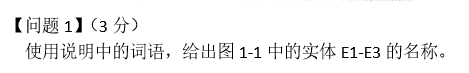 【问题 1】（3 分）
使用说明中的词语，给出图 1-1 中的实体 E1-E3 的名称。